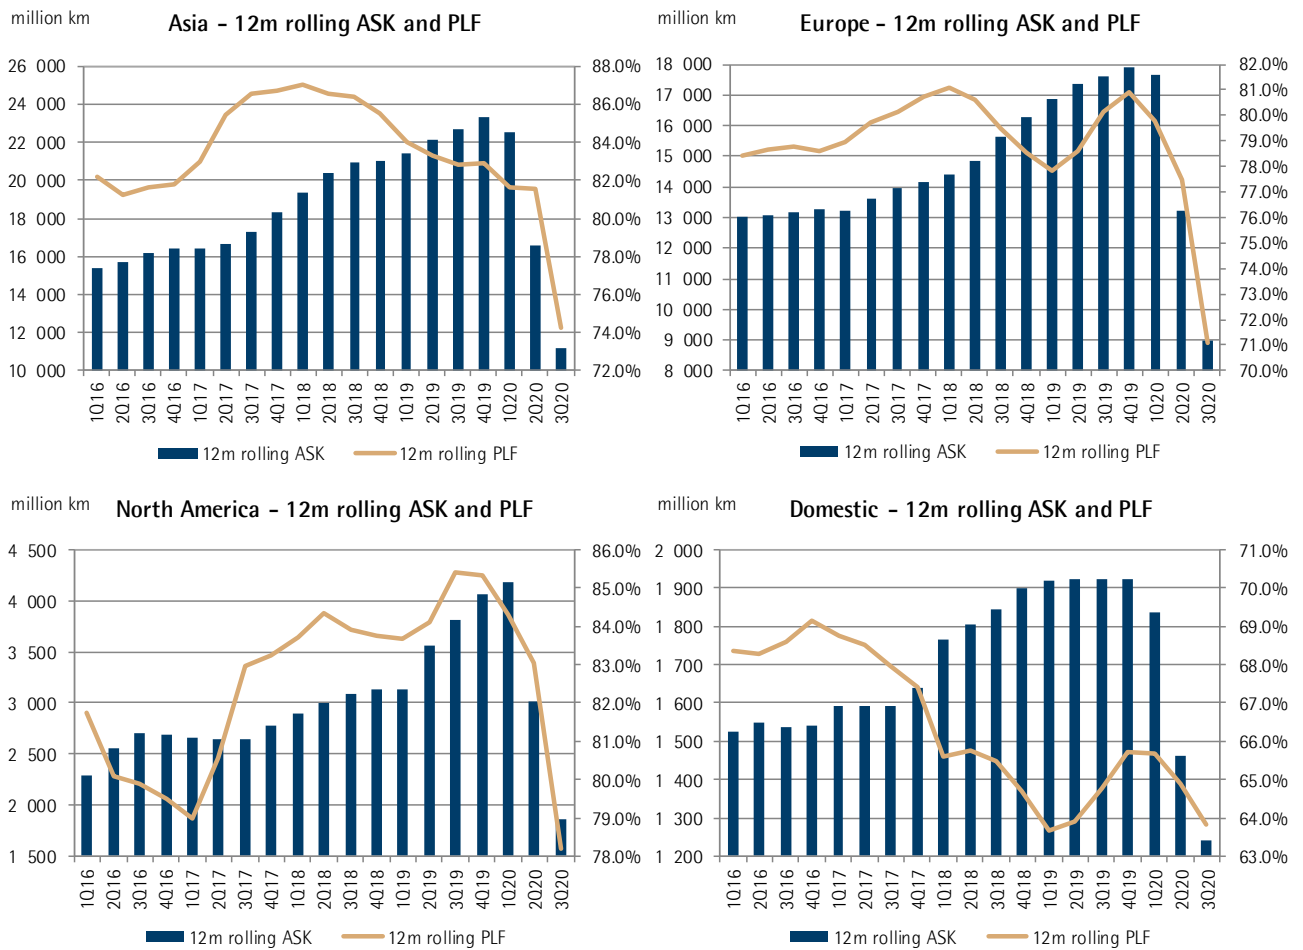 million km
Asia - 12m rolling ASK and PLF
26 000
24 000
22 000
20 000
18 000
16 000
14 000
12 000
10 000
88.0%
86.0%
84.0%
82.0%
80.0%
78.0%
76.0%
74.0%
72.0%
1Q16
2Q16
3Q16
4Q16
1Q17
2Q17
3Q17
4Q17
1Q18
2Q18
3Q18
4Q18
1Q19
2Q19
3Q19
4Q19
1Q20
2Q20
3Q20
12m rolling ASK
12m rolling PLF
million km
Europe - 12m rolling ASK and PLF
18 000
17 000
16 000
15 000
14 000
13 000
12 000
11 000
10 000
9 000
8 000
82.0%
81.0%
80.0%
79.0%
78.0%
77.0%
76.0%
75.0%
74.0%
73.0%
72.0%
71.0%
70.0%
1Q16
2Q16
3Q16
4Q16
1Q17
2Q17
3Q17
4Q17
1Q18
2Q18
3Q18
4Q18
1Q19
2Q19
3Q19
4Q19
1Q20
2Q20
3Q20
12m rolling ASK
12m rolling PLF
million km
North America - 12m rolling ASK and PLF
4 500
4 000
3 500
3 000
2 500
2 000
1 500
86.0%
85.0%
84.0%
83.0%
82.0%
81.0%
80.0%
79.0%
78.0%
1Q16
2Q16
3Q16
4Q16
1Q17
2Q17
3Q17
4Q17
1Q18
2Q18
3Q18
4Q18
1Q19
2Q19
3Q19
4Q19
1Q20
2Q20
3Q20
12m rolling ASK
12m rolling PLF
million km
Domestic - 12m rolling ASK and PLF
2 000
1 900
1 800
1 700
1 600
1 500
1 400
1 300
1 200
71.0%
70.0%
69.0%
68.0%
67.0%
66.0%
65.0%
64.0%
63.0%
1Q16
2Q16
3Q16
4Q16
1Q17
2Q17
3Q17
4Q17
1Q18
2Q18
3Q18
4Q18
1Q19
2Q19
3Q19
4Q19
1Q20
2Q20
3Q20
12m rolling ASK
12m rolling PLF